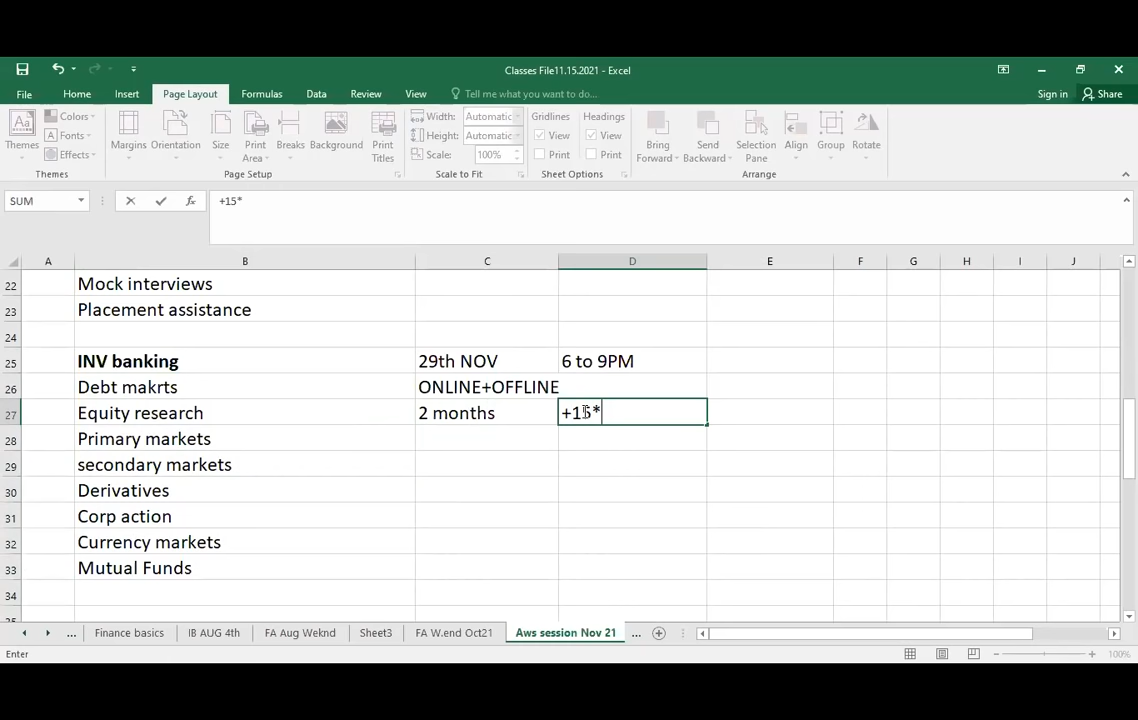 Classes File11.15.2021 - Excel
File Home Insert Page Layout Formulas Data Review View Tell me what you want to do... Sign in Share
Colors Width: Automatic Gridlines Headings
Aa Fonts Height: Automatic View View
Themes Effects Margins Orientation Size Print Area Breaks Background Print Titles Scale: 100% Print Print Bring Forward Send Backward Selection Pane Align Group Rotate
Themes Page Setup Scale to Fit Sheet Options Arrange
SUM fx +15*
A B C D E F G H I J
22 Mock interviews
23 Placement assistance
24
25 INV banking 29th NOV 6 to 9PM
26 Debt makrts ONLINE+OFFLINE
27 Equity research 2 months +15*
28 Primary markets
29 secondary markets
30 Derivatives
31 Corp action
32 Currency markets
33 Mutual Funds
34
... Finance basics IB AUG 4th FA Aug Weknd Sheet3 FA W.end Oct21 Aws session Nov 21 ...
Enter 100%